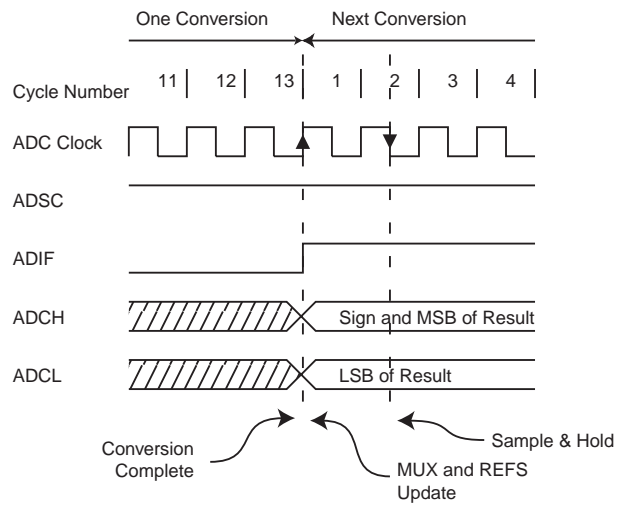 One Conversion
Next Conversion
Cycle Number
11
12
13
1
2
3
4
ADC Clock
ADSC
ADIF
ADCH
Sign and MSB of Result
ADCL
LSB of Result
Conversion
Complete
MUX and REFS
Update
Sample & Hold